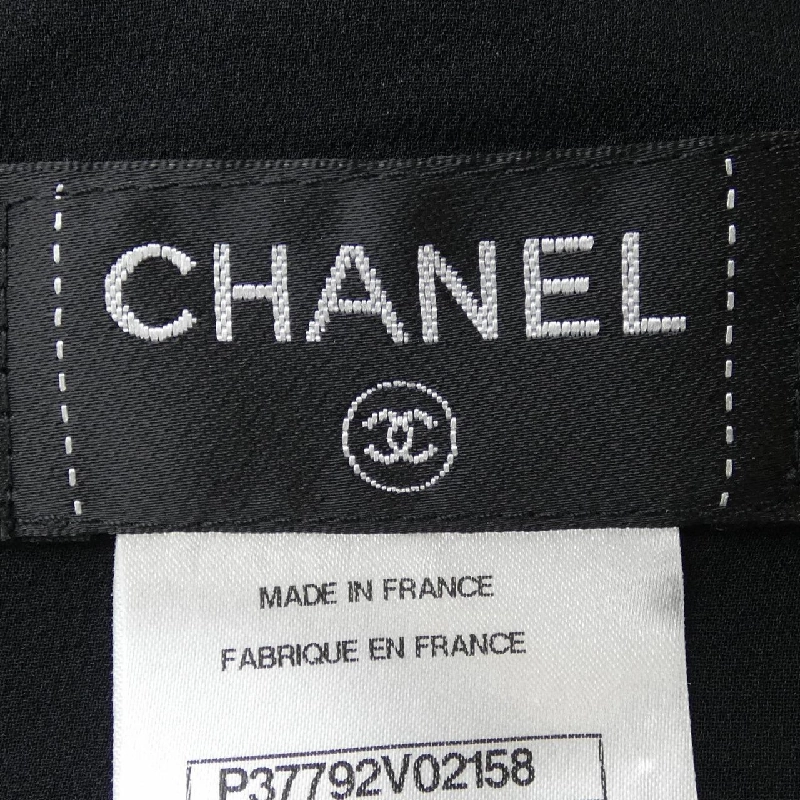 CHANEL
MADE IN FRANCE
FABRIQUE EN FRANCE
P37792V02158